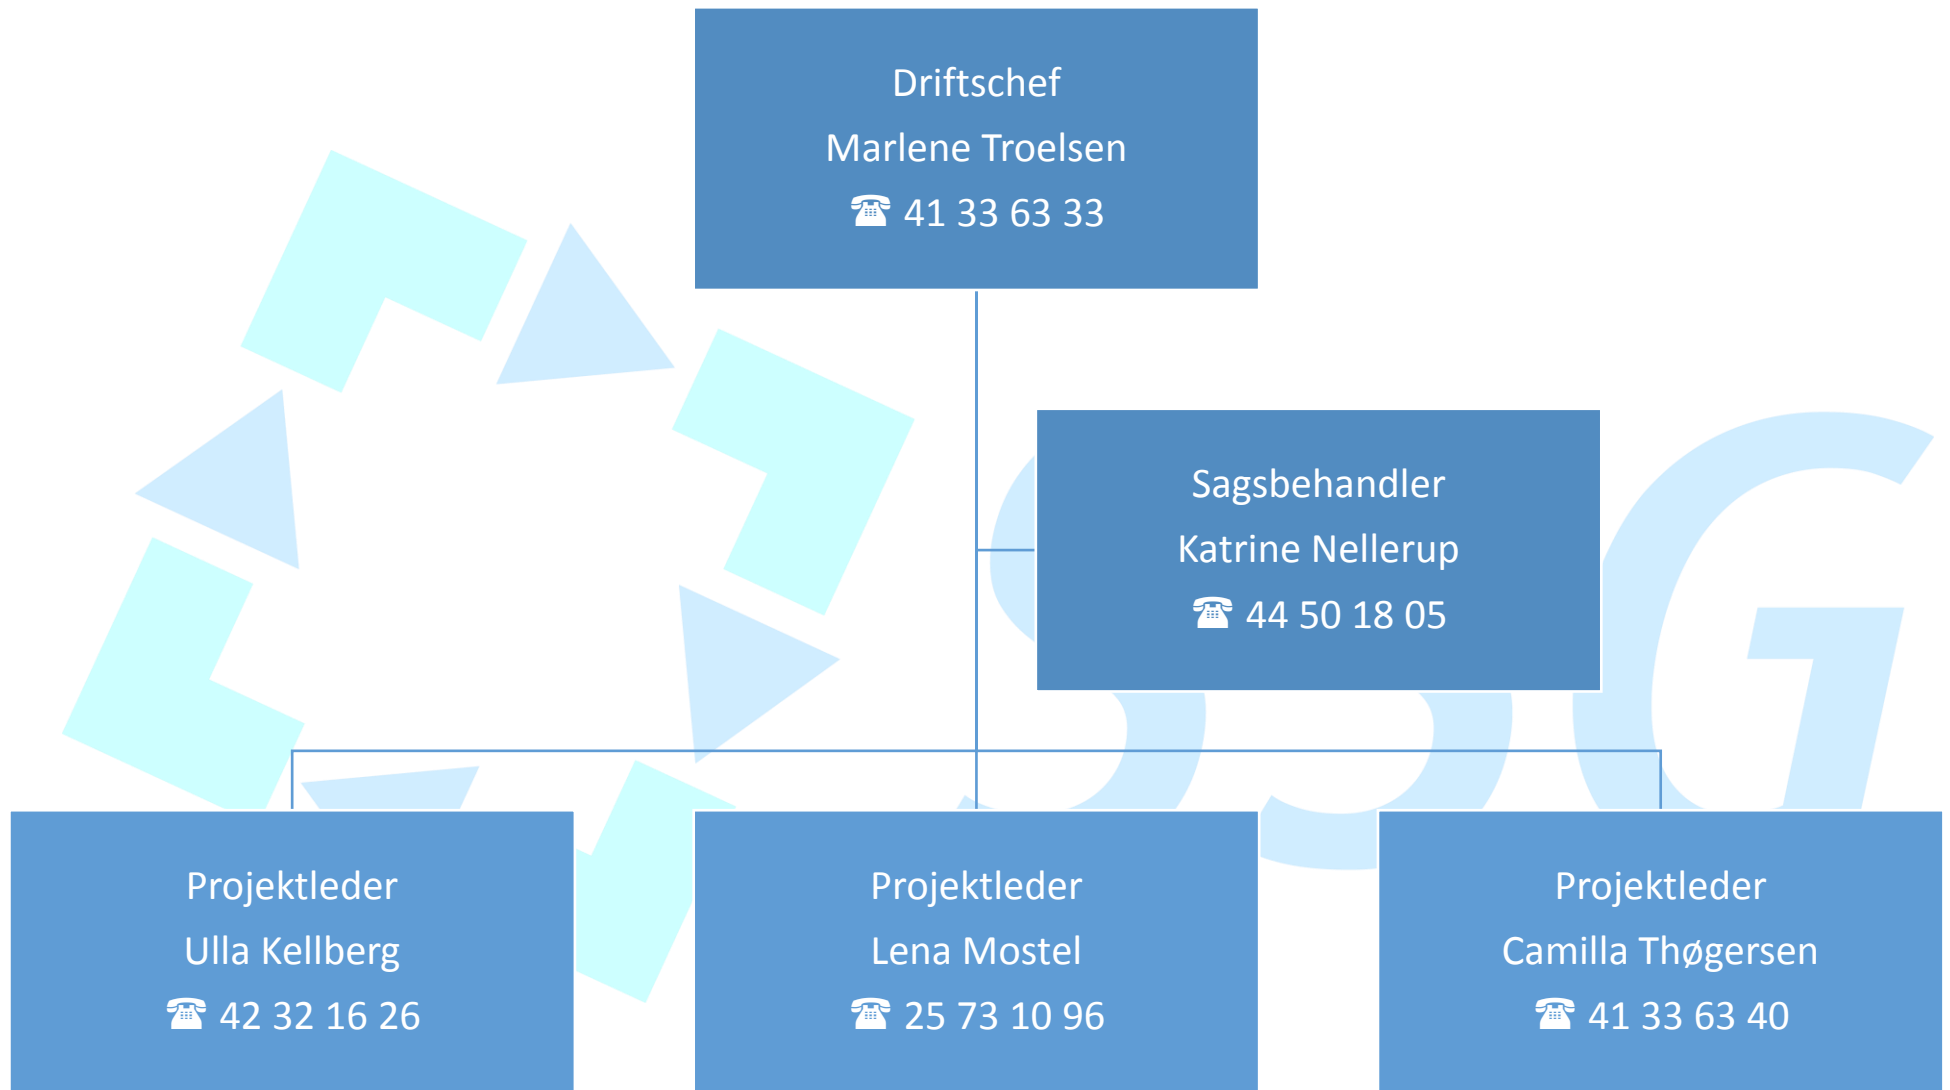 Driftschef
Marlene Troelsen
☎ 41 33 63 33
Sagsbehandler
Katrine Nellerup
☎ 44 50 18 05
Projektleder
Ulla Kellberg
☎ 42 32 16 26
Projektleder
Lena Mostel
☎ 25 73 10 96
Projektleder
Camilla Thøgersen
☎ 41 33 63 40